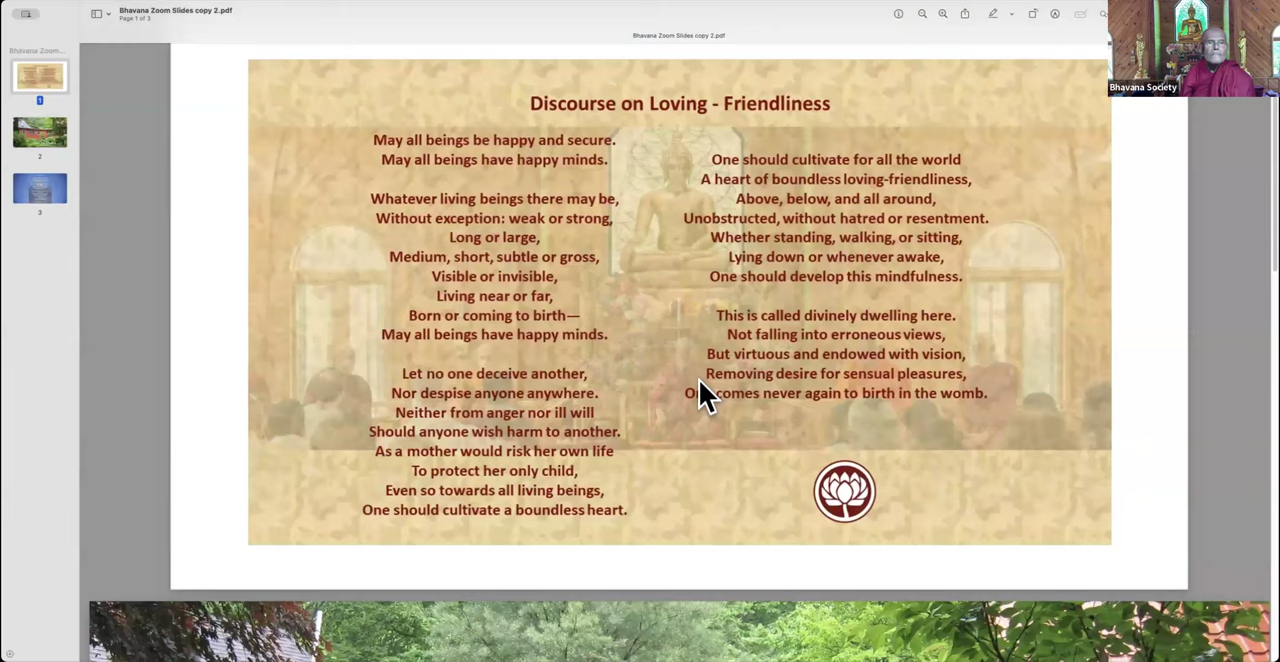 Bhavana Zoom Slides copy 2.pdf
Page 1 of 3
Bhavana Zoom Slides copy 2.pdf
Bhavana Zoom...
1
2
3
Bhavana Society
Discourse on Loving - Friendliness
May all beings be happy and secure.
May all beings have happy minds.
Whatever living beings there may be,
Without exception: weak or strong,
Long or large,
Medium, short, subtle or gross,
Visible or invisible,
Living near or far,
Born or coming to birth—
May all beings have happy minds.
Let no one deceive another,
Nor despise anyone anywhere.
Neither from anger nor ill will
Should anyone wish harm to another.
As a mother would risk her own life
To protect her only child,
Even so towards all living beings,
One should cultivate a boundless heart.
One should cultivate for all the world
A heart of boundless loving-friendliness,
Above, below, and all around,
Unobstructed, without hatred or resentment.
Whether standing, walking, or sitting,
Lying down or whenever awake,
One should develop this mindfulness.
This is called divinely dwelling here.
Not falling into erroneous views,
But virtuous and endowed with vision,
Removing desire for sensual pleasures,
comes never again to birth in the womb.